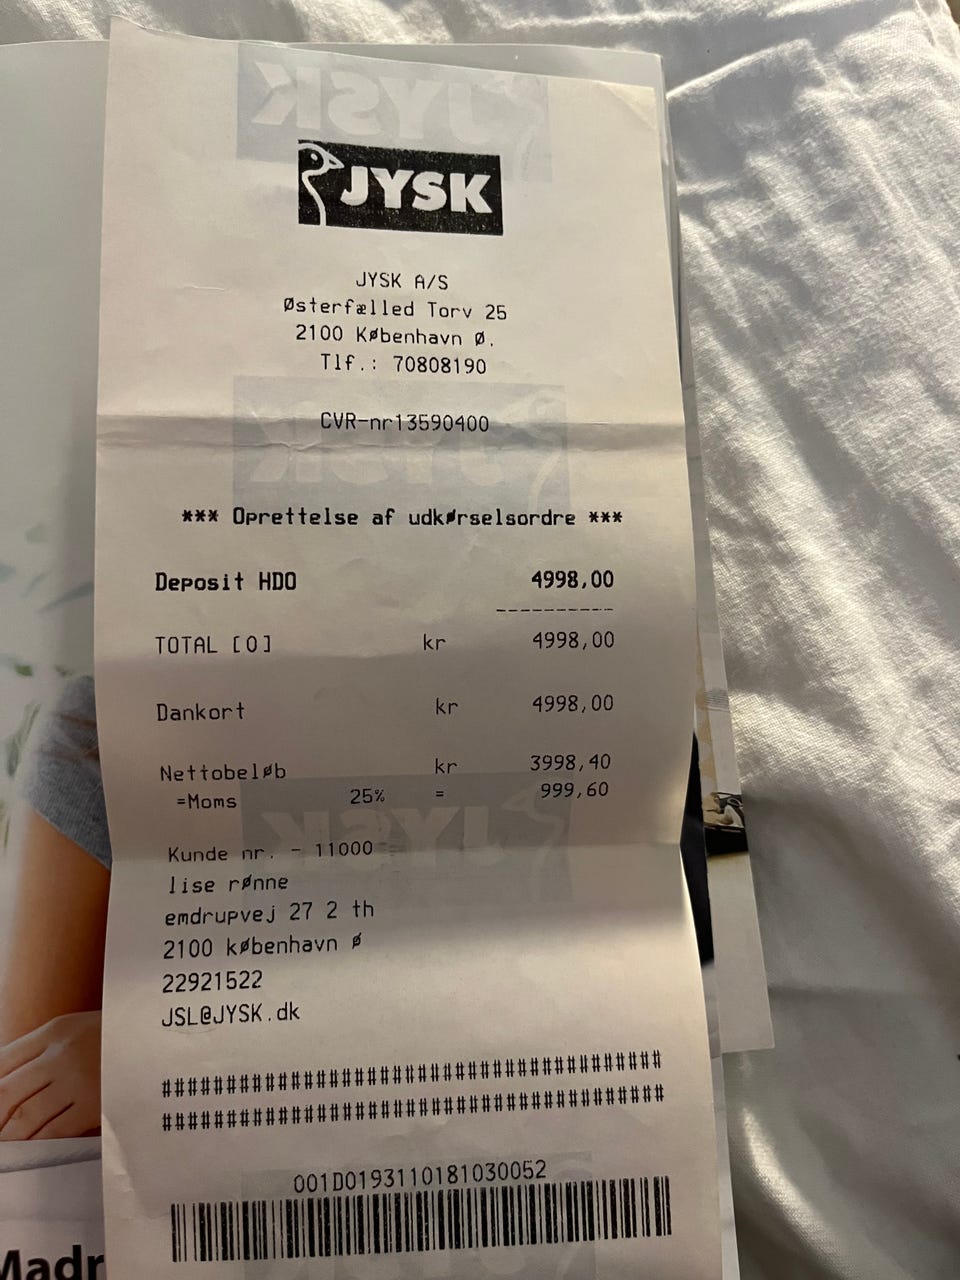 JYSK
JYSK A/S
Østerfælled Torv 25
2100 København Ø.
Tlf.: 70808190
CVR-nr13590400
*** Oprettelse af udkørselsordre ***
Deposit HDO 4998,00
----------
TOTAL [0] kr 4998,00
Dankort kr 4998,00
Nettobeløb kr 3998,40
=Moms 25% = 999,60
Kunde nr. - 11000
lise rønne
emdrupvej 27 2 th
2100 københavn ø
22921522
JSL@JYSK.dk
#######################################
#######################################
001D0193110181030052
Madr